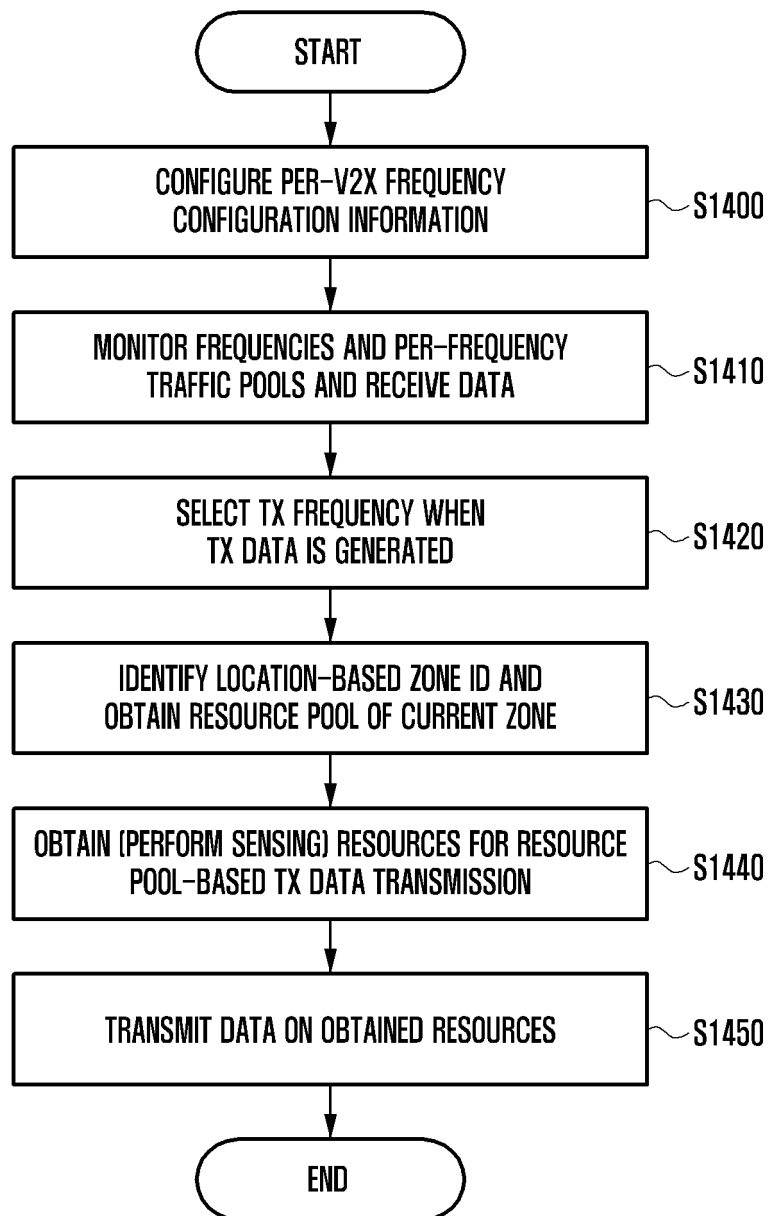 START
CONFIGURE PER-V2X FREQUENCY
CONFIGURATION INFORMATION
S1400
MONITOR FREQUENCIES AND PER-FREQUENCY
TRAFFIC POOLS AND RECEIVE DATA
S1410
SELECT TX FREQUENCY WHEN
TX DATA IS GENERATED
S1420
IDENTIFY LOCATION-BASED ZONE ID AND
OBTAIN RESOURCE POOL OF CURRENT ZONE
S1430
OBTAIN (PERFORM SENSING) RESOURCES FOR RESOURCE
POOL-BASED TX DATA TRANSMISSION
S1440
TRANSMIT DATA ON OBTAINED RESOURCES
S1450
END